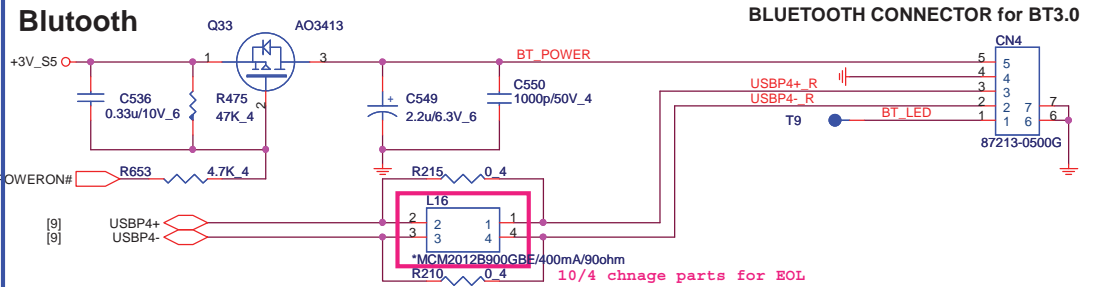 Blutooth
BLUETOOTH CONNECTOR for BT3.0
Q33 AO3413
CN4
+3V_S5 1 3 BT_POWER 5 5
4 4
C536 0.33u/10V_6
R475 47K_4
2
C549 2.2u/6.3V_6
+
C550 1000p/50V_4
USBP4+_R 3 3
USBP4-_R 2 2 7 7
T9 BT_LED 1 1 6 6
87213-0500G
OWERON# R653 4.7K_4
R215 0_4
L16
[9] USBP4+ 2 2 1 1
[9] USBP4- 3 3 4 4
*MCM2012B900GBE/400mA/90ohm
R210 0_4
10/4 chnage parts for EOL